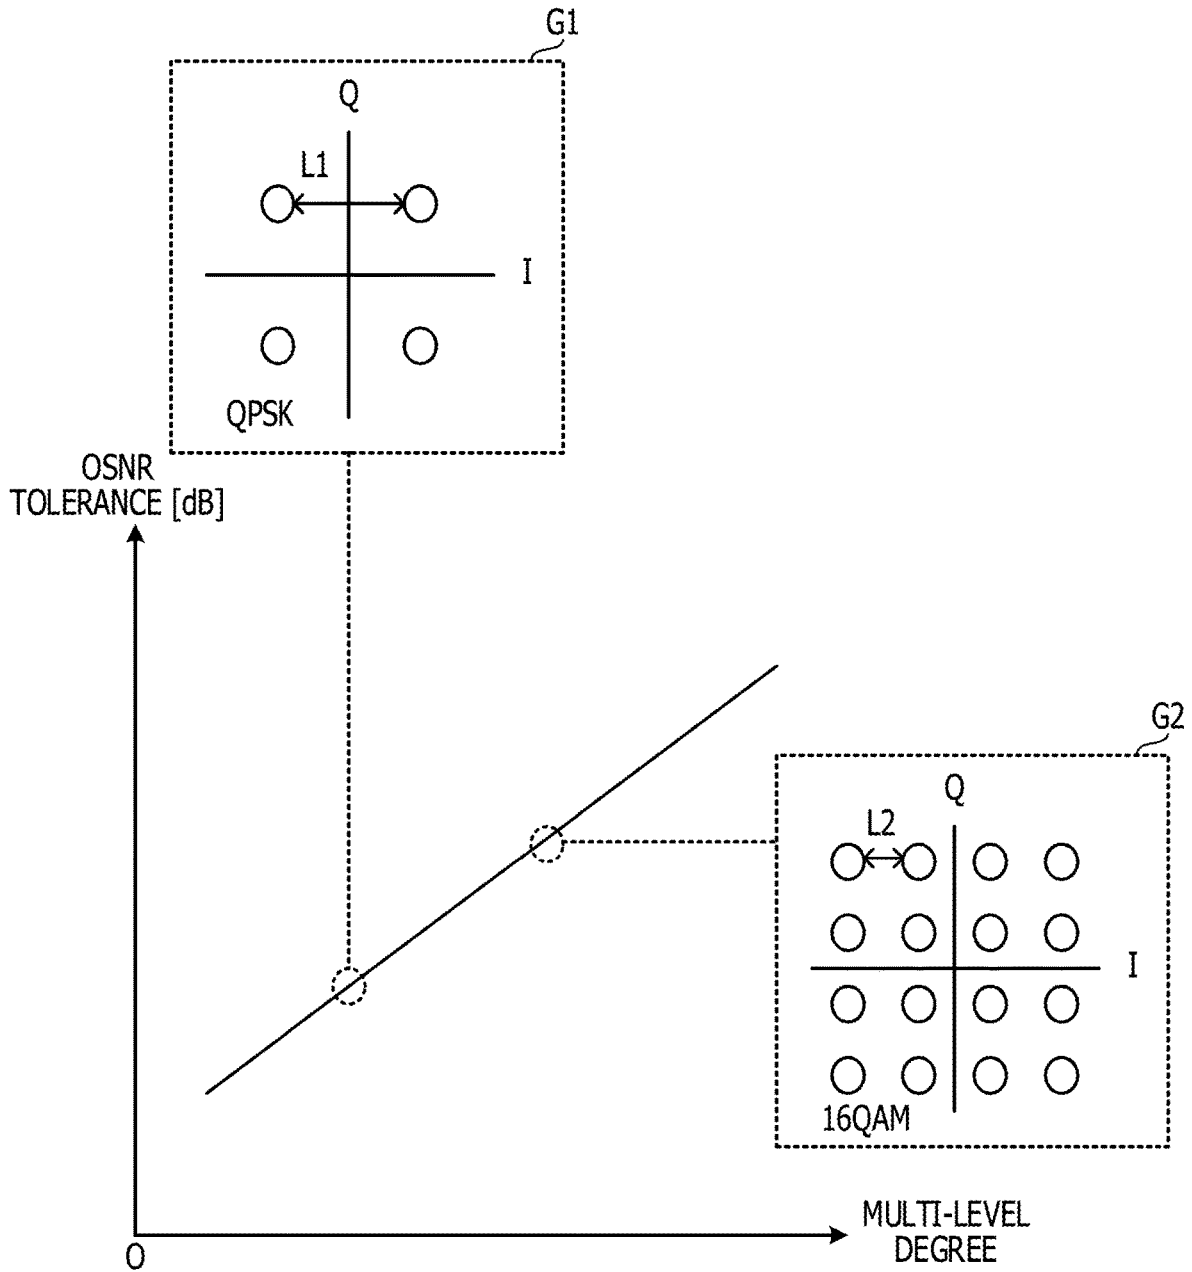 G1
Q
L1
I
QPSK
OSNR
TOLERANCE [dB]
G2
Q
L2
I
16QAM
MULTI-LEVEL
DEGREE
O